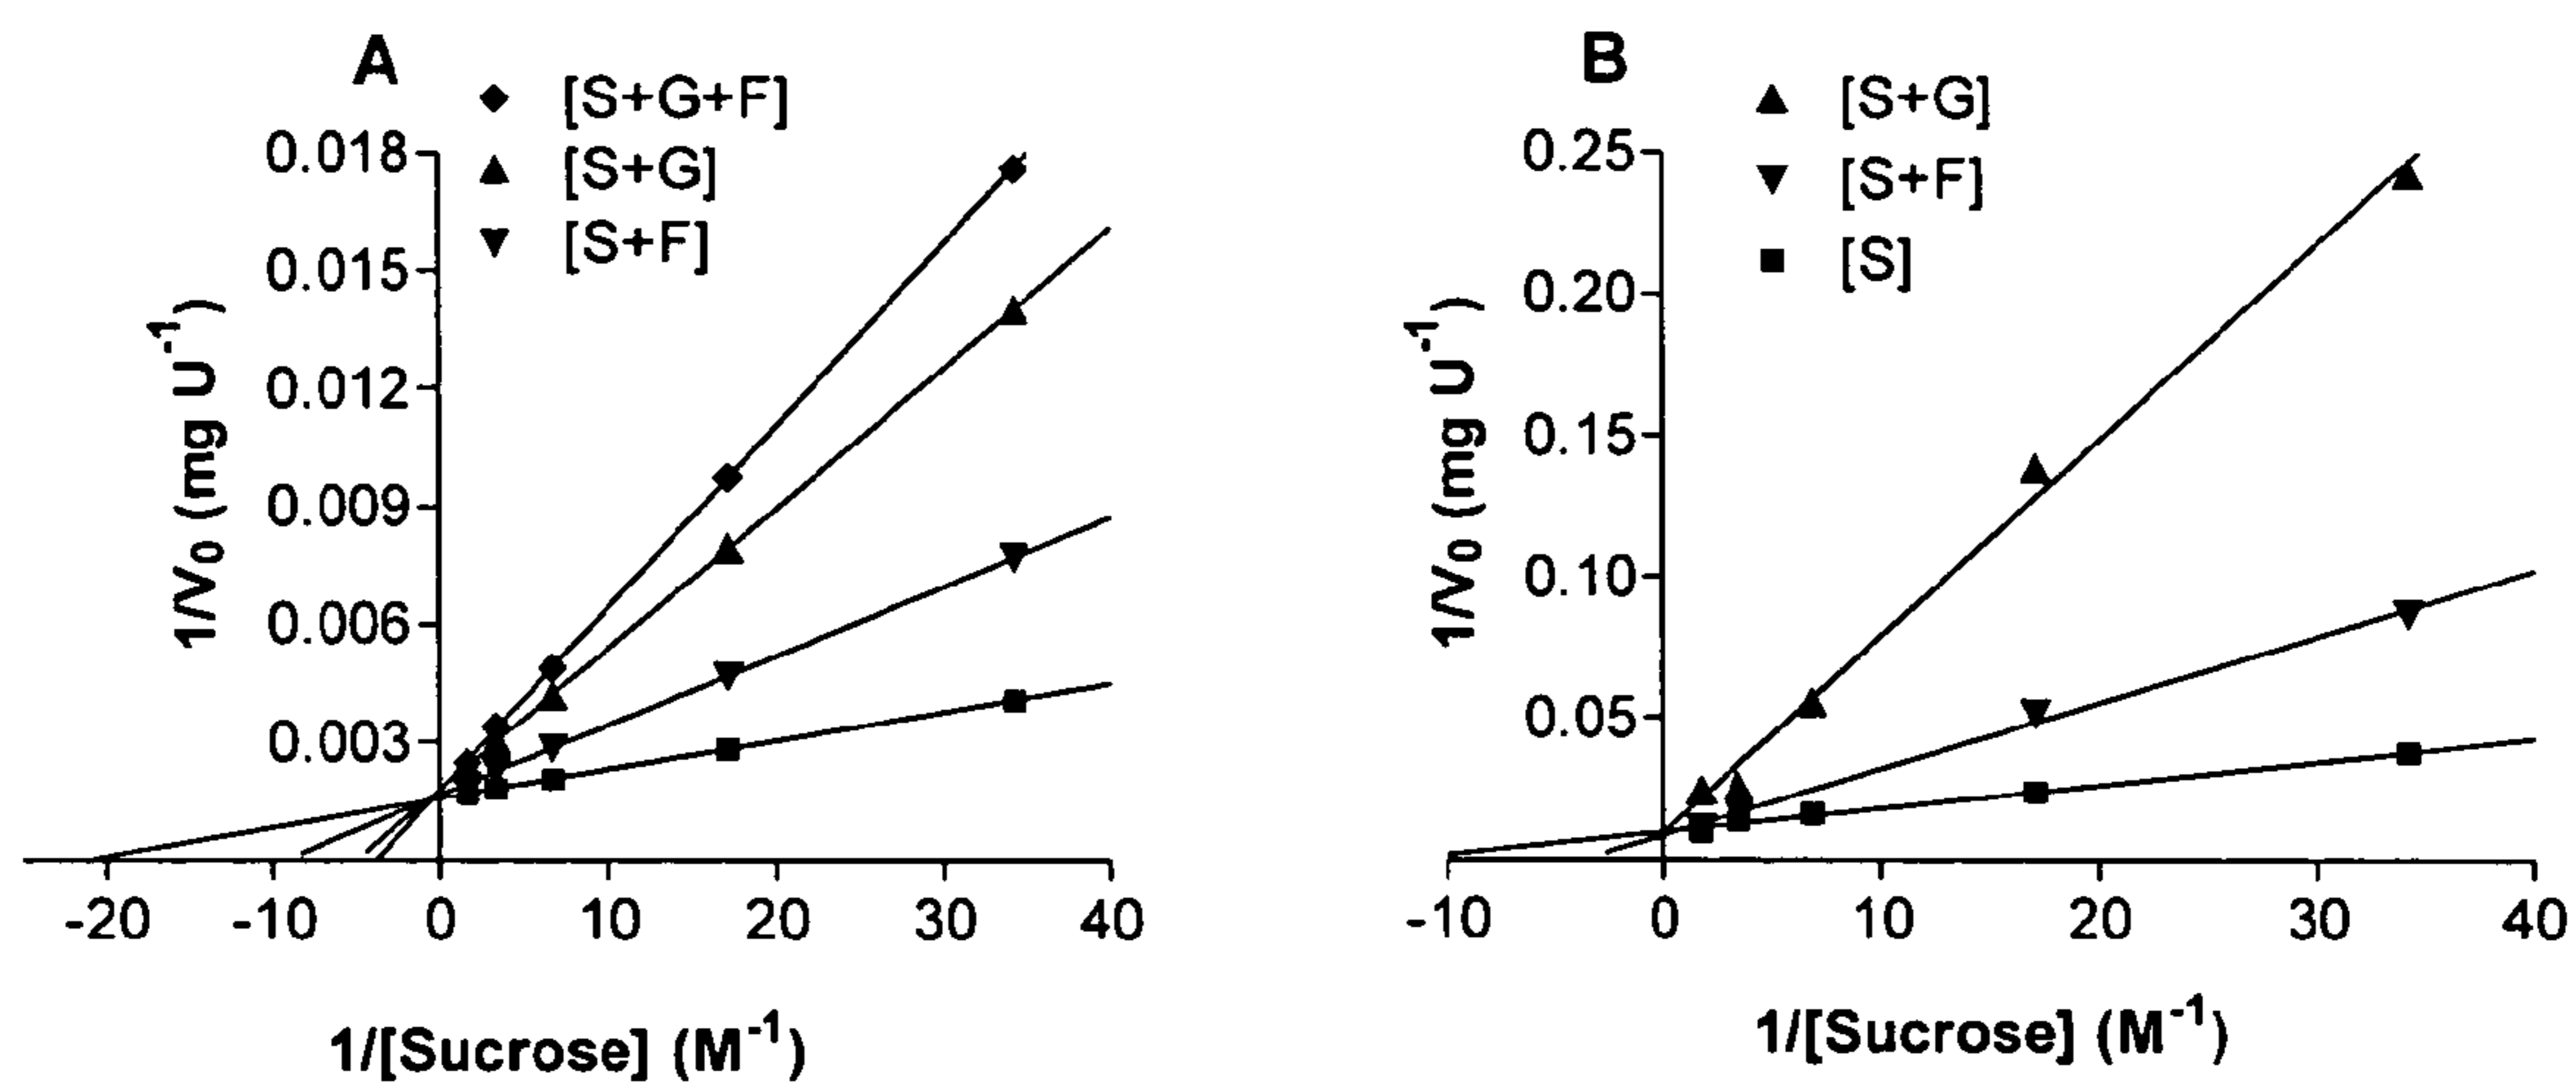 A
[S+G+F]
[S+G]
[S+F]
0.018
0.015
0.012
0.009
0.006
0.003
1/V0 (mg U-1)
-20 -10 0 10 20 30 40
1/[Sucrose] (M-1)
B
[S+G]
[S+F]
[S]
0.25
0.20
0.15
0.10
0.05
1/V0 (mg U-1)
-10 0 10 20 30 40
1/[Sucrose] (M-1)